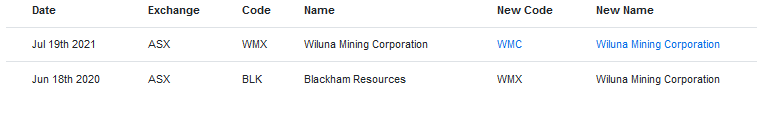 Date Exchange Code Name New Code New Name
Jul 19th 2021 ASX WMX Wiluna Mining Corporation WMC Wiluna Mining Corporation
Jun 18th 2020 ASX BLK Blackham Resources WMX Wiluna Mining Corporation